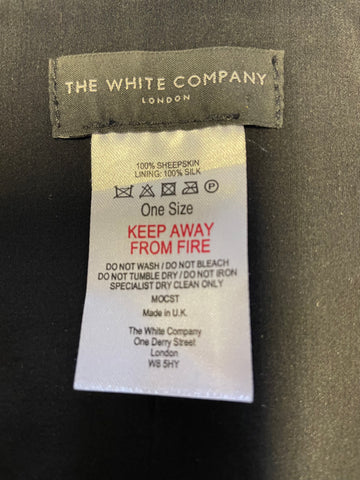 THE WHITE COMPANY
LONDON
100% SHEEPSKIN
LINING: 100% SILK
P
One Size
KEEP AWAY
FROM FIRE
DO NOT WASH / DO NOT BLEACH
DO NOT TUMBLE DRY / DO NOT IRON
SPECIALIST DRY CLEAN ONLY
MOCST
Made in U.K.
The White Company
One Derry Street
London
W8 5HY